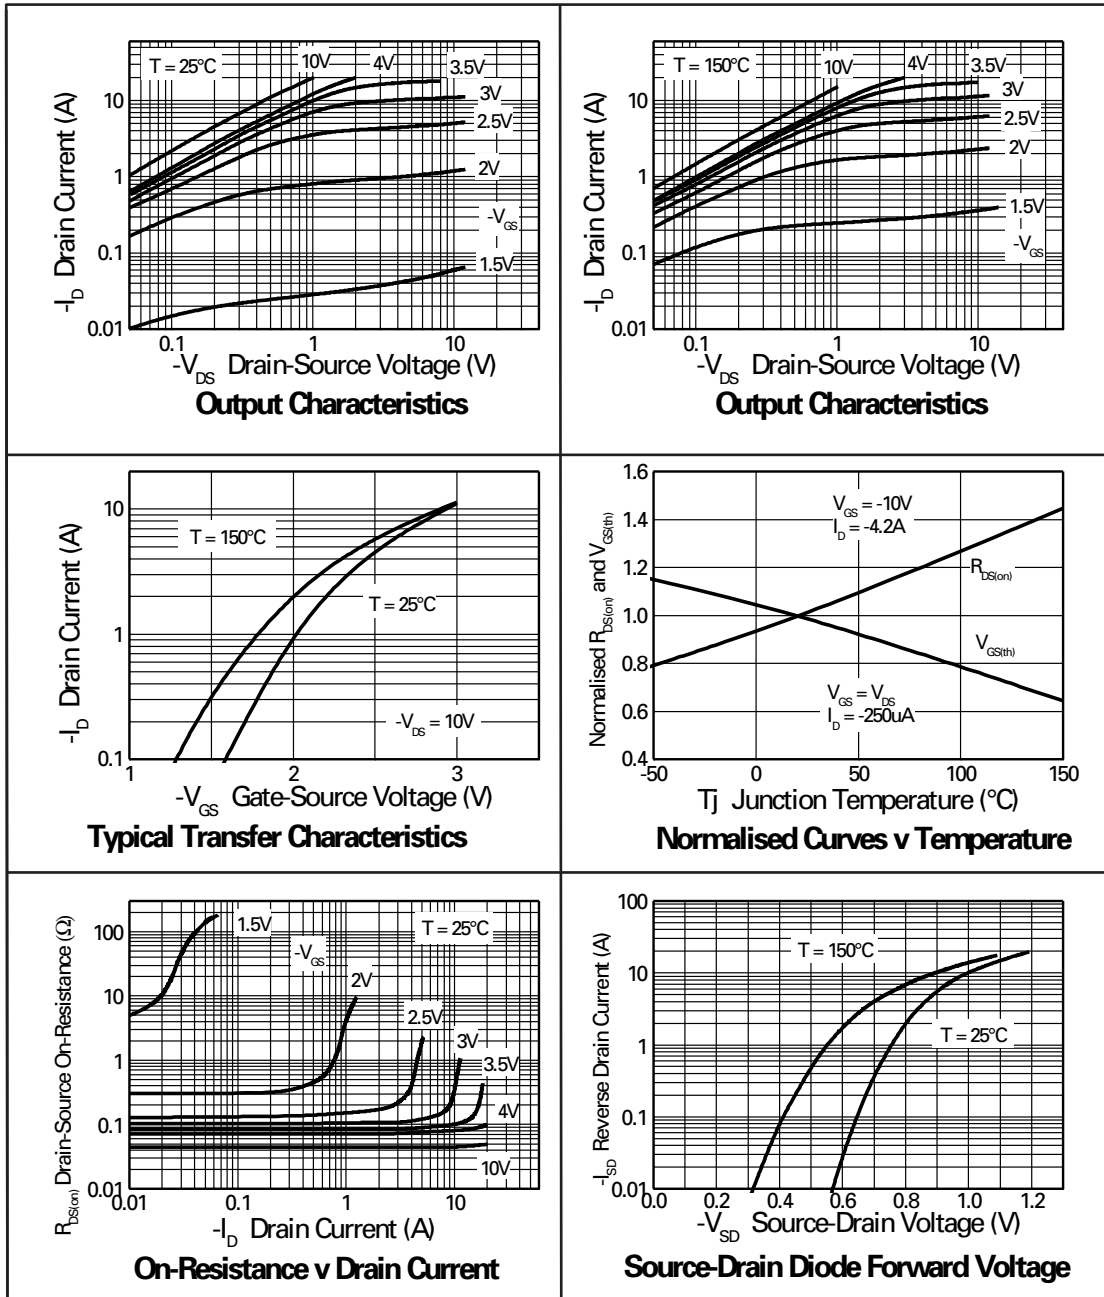 T = 25°C
10V
4V
3.5V
3V
2.5V
2V
-VGS
1.5V
10
1
0.1
0.01
0.1
1
10
-ID Drain Current (A)
-VDS Drain-Source Voltage (V)
Output Characteristics
T = 150°C
10V
4V
3.5V
3V
2.5V
2V
1.5V
-VGS
10
1
0.1
0.01
0.1
1
10
-ID Drain Current (A)
-VDS Drain-Source Voltage (V)
Output Characteristics
10
1
0.1
T = 150°C
T = 25°C
-VDS = 10V
1
2
3
-ID Drain Current (A)
-VGS Gate-Source Voltage (V)
Typical Transfer Characteristics
1.6
1.4
1.2
1.0
0.8
0.6
0.4
VGS = -10V
ID = -4.2A
RDS(on)
VGS(th)
VGS = VDS
ID = -250uA
-50
0
50
100
150
Normalised RDS(on) and VGS(th)
Tj Junction Temperature (°C)
Normalised Curves v Temperature
100
10
1
0.1
0.01
1.5V
T = 25°C
-VGS
2V
2.5V
3V
3.5V
4V
10V
0.01
0.1
1
10
RDS(on) Drain-Source On-Resistance (Ω)
-ID Drain Current (A)
On-Resistance v Drain Current
100
10
1
0.1
0.01
T = 150°C
T = 25°C
0.0
0.2
0.4
0.6
0.8
1.0
1.2
-ISD Reverse Drain Current (A)
-VSD Source-Drain Voltage (V)
Source-Drain Diode Forward Voltage